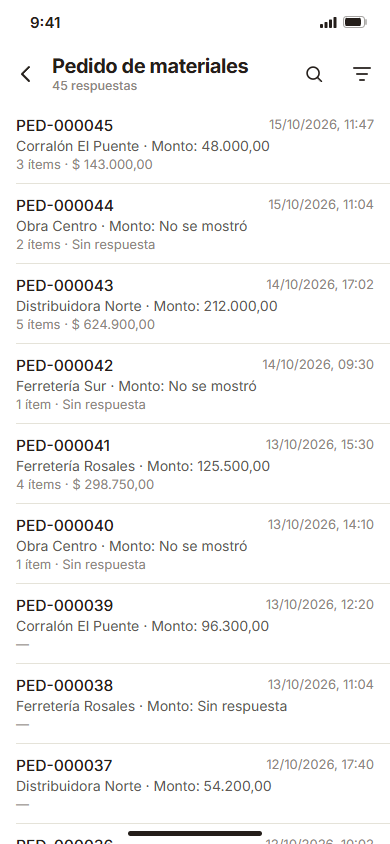 9:41
Pedido de materiales
45 respuestas
PED-000045 15/10/2026, 11:47
Corralón El Puente · Monto: 48.000,00
3 ítems · $ 143.000,00
PED-000044 15/10/2026, 11:04
Obra Centro · Monto: No se mostró
2 ítems · Sin respuesta
PED-000043 14/10/2026, 17:02
Distribuidora Norte · Monto: 212.000,00
5 ítems · $ 624.900,00
PED-000042 14/10/2026, 09:30
Ferretería Sur · Monto: No se mostró
1 ítem · Sin respuesta
PED-000041 13/10/2026, 15:30
Ferretería Rosales · Monto: 125.500,00
4 ítems · $ 298.750,00
PED-000040 13/10/2026, 14:10
Obra Centro · Monto: No se mostró
1 ítem · Sin respuesta
PED-000039 13/10/2026, 12:20
Corralón El Puente · Monto: 96.300,00
—
PED-000038 13/10/2026, 11:04
Ferretería Rosales · Monto: Sin respuesta
—
PED-000037 12/10/2026, 17:40
Distribuidora Norte · Monto: 54.200,00
—